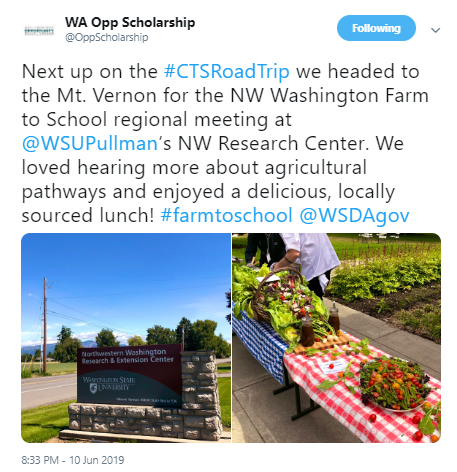 WA Opp Scholarship
@OppScholarship
Following
Next up on the #CTSRoadTrip we headed to
the Mt. Vernon for the NW Washington Farm
to School regional meeting at
@WSUPullman's NW Research Center. We
loved hearing more about agricultural
pathways and enjoyed a delicious, locally
sourced lunch! #farmtoschool @WSDAgov
Northwestern Washington
Research & Extension Center
WASHINGTON STATE
UNIVERSITY
8:33 PM - 10 Jun 2019